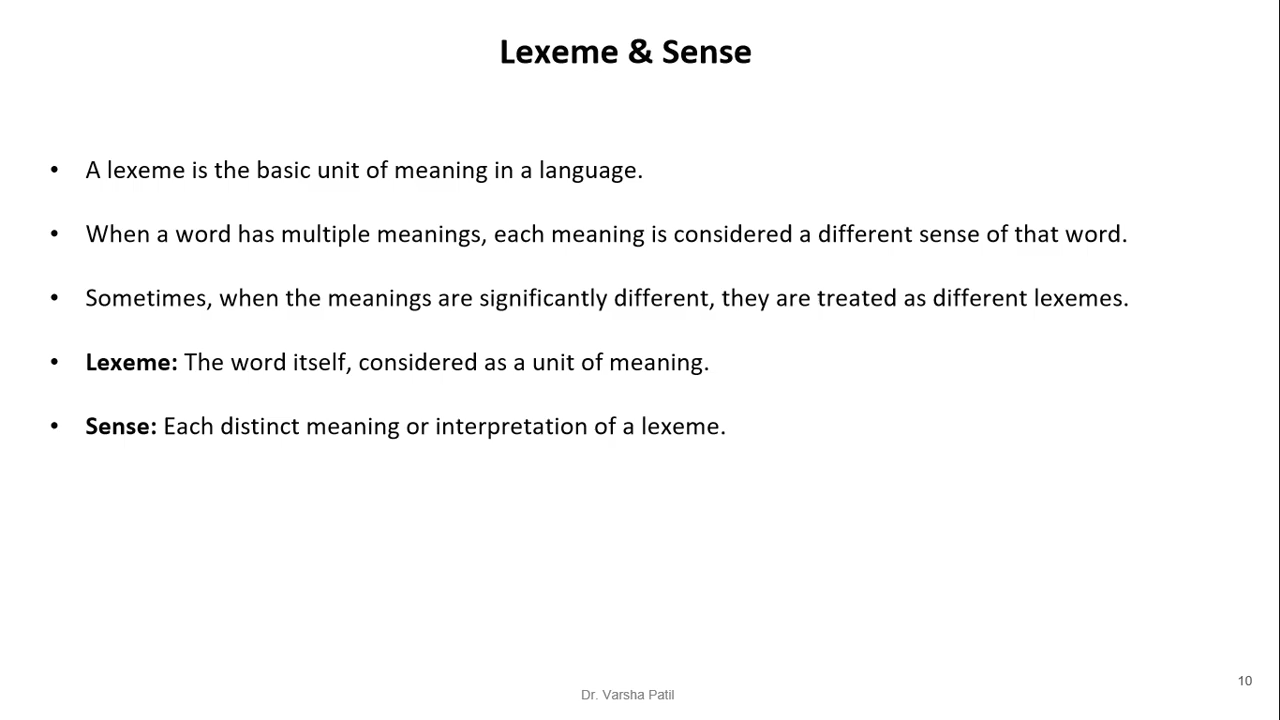 Lexeme & Sense
• A lexeme is the basic unit of meaning in a language.
• When a word has multiple meanings, each meaning is considered a different sense of that word.
• Sometimes, when the meanings are significantly different, they are treated as different lexemes.
• Lexeme: The word itself, considered as a unit of meaning.
• Sense: Each distinct meaning or interpretation of a lexeme.
10
Dr. Varsha Patil